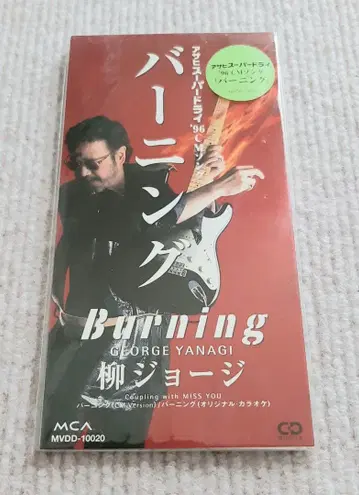 アサヒスーパードライ
'96 CMソング
バーニング
アサヒスーパードライ
'96 CMソング
バーニング
Burning
GEORGE YANAGI
柳ジョージ
Coupling with MISS YOU
バーニング(CM Version)/バーニング(オリジナル・カラオケ)
MCA
MVDD-10020
CD